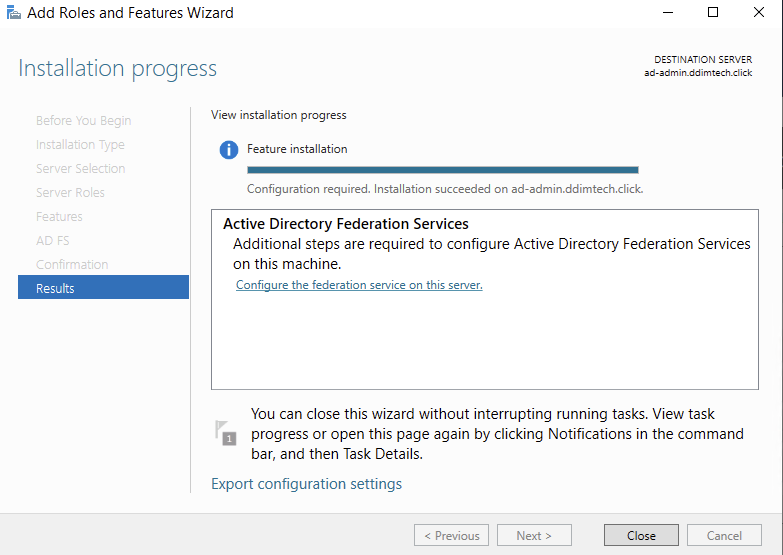 Add Roles and Features Wizard
Installation progress
DESTINATION SERVER
ad-admin.ddimtech.click
Before You Begin
Installation Type
Server Selection
Server Roles
Features
AD FS
Confirmation
Results
View installation progress
Feature installation
Configuration required. Installation succeeded on ad-admin.ddimtech.click.
Active Directory Federation Services
Additional steps are required to configure Active Directory Federation Services
on this machine.
Configure the federation service on this server.
1
You can close this wizard without interrupting running tasks. View task
progress or open this page again by clicking Notifications in the command
bar, and then Task Details.
Export configuration settings
< Previous
Next >
Close
Cancel